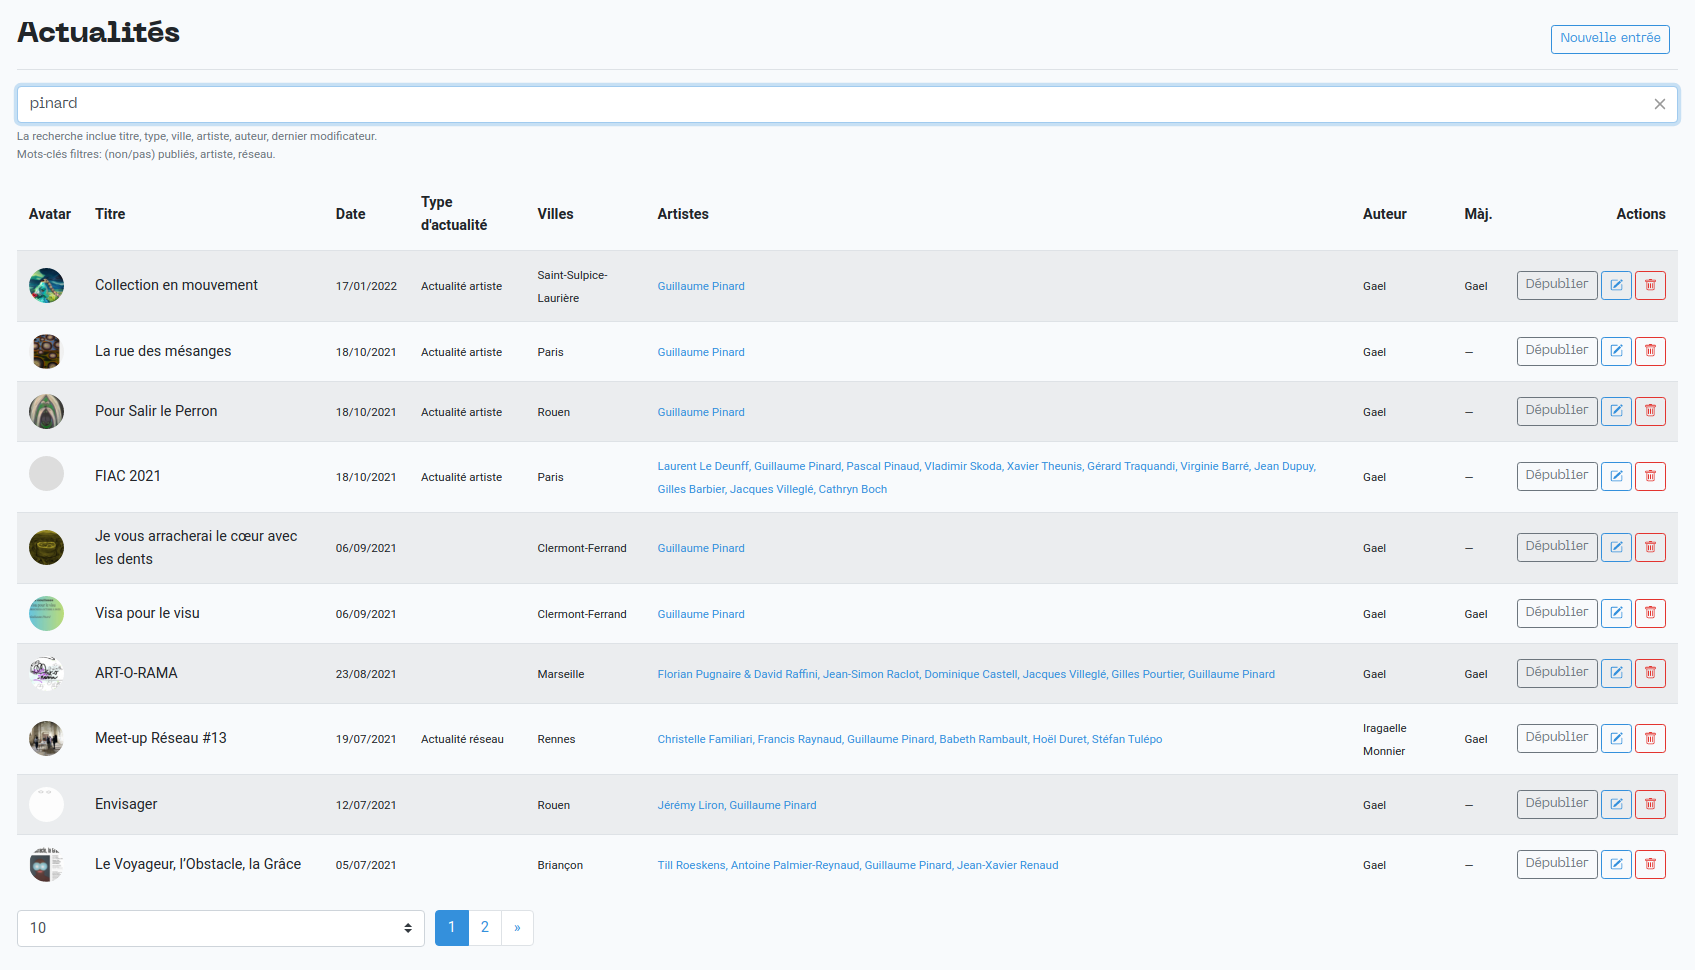 Actualités
Nouvelle entrée
pinard
La recherche inclue titre, type, ville, artiste, auteur, dernier modificateur.
Mots-clés filtres: (non/pas) publiés, artiste, réseau.
Avatar Titre Date Type d'actualité Villes Artistes Auteur Màj. Actions
Collection en mouvement 17/01/2022 Actualité artiste Saint-Sulpice-Laurière Guillaume Pinard Gael Gael Dépublier
La rue des mésanges 18/10/2021 Actualité artiste Paris Guillaume Pinard Gael – Dépublier
Pour Salir le Perron 18/10/2021 Actualité artiste Rouen Guillaume Pinard Gael – Dépublier
FIAC 2021 18/10/2021 Actualité artiste Paris Laurent Le Deunff, Guillaume Pinard, Pascal Pinaud, Vladimir Skoda, Xavier Theunis, Gérard Traquandi, Virginie Barré, Jean Dupuy, Gilles Barbier, Jacques Villeglé, Cathryn Boch Gael – Dépublier
Je vous arracherai le cœur avec les dents 06/09/2021 Clermont-Ferrand Guillaume Pinard Gael – Dépublier
Visa pour le visu 06/09/2021 Clermont-Ferrand Guillaume Pinard Gael Gael Dépublier
ART-O-RAMA 23/08/2021 Marseille Florian Pugnaire & David Raffini, Jean-Simon Raclot, Dominique Castell, Jacques Villeglé, Gilles Pourtier, Guillaume Pinard Gael Gael Dépublier
Meet-up Réseau #13 19/07/2021 Actualité réseau Rennes Christelle Familiari, Francis Raynaud, Guillaume Pinard, Babeth Rambault, Hoël Duret, Stéfan Tulépo Iragaelle Monnier Gael Dépublier
Envisager 12/07/2021 Rouen Jérémy Liron, Guillaume Pinard Gael – Dépublier
Le Voyageur, l’Obstacle, la Grâce 05/07/2021 Briançon Till Roeskens, Antoine Palmier-Reynaud, Guillaume Pinard, Jean-Xavier Renaud Gael – Dépublier
10 1 2 »